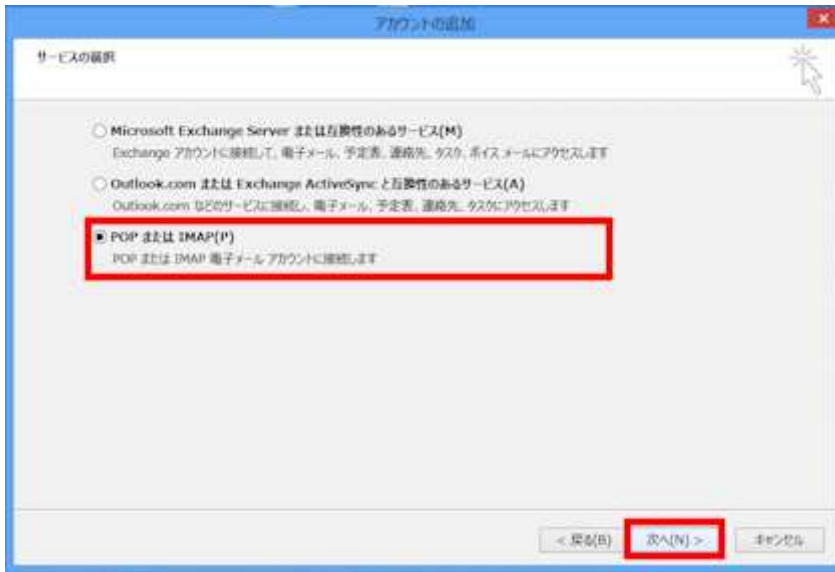 アカウントの追加
サービスの選択
Microsoft Exchange Server または互換性のあるサービス(M)
Exchange アカウントに接続して、電子メール、予定表、連絡先、タスク、ボイス メールにアクセスします
Outlook.com または Exchange ActiveSync と互換性のあるサービス(A)
Outlook.com などのサービスに接続し、電子メール、予定表、連絡先、タスクにアクセスします
POP または IMAP(P)
POP または IMAP 電子メール アカウントに接続します
< 戻る(B) 次へ(N) > キャンセル